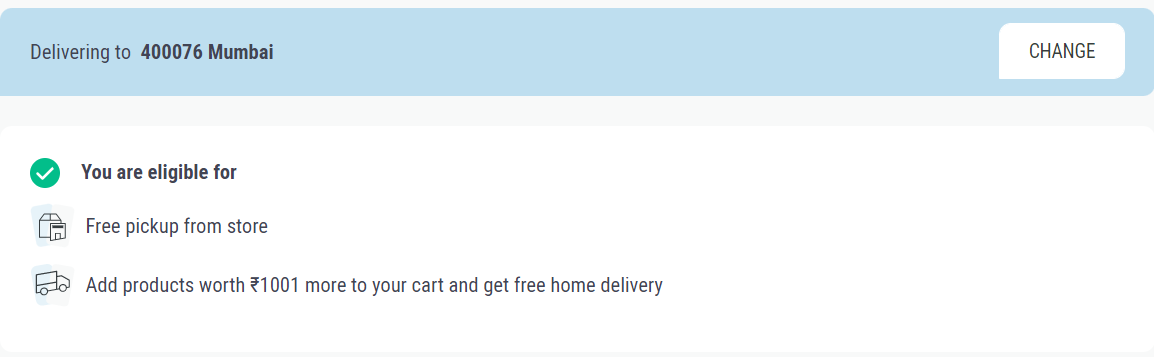 Delivering to 400076 Mumbai
CHANGE
You are eligible for
Free pickup from store
Add products worth ₹1001 more to your cart and get free home delivery